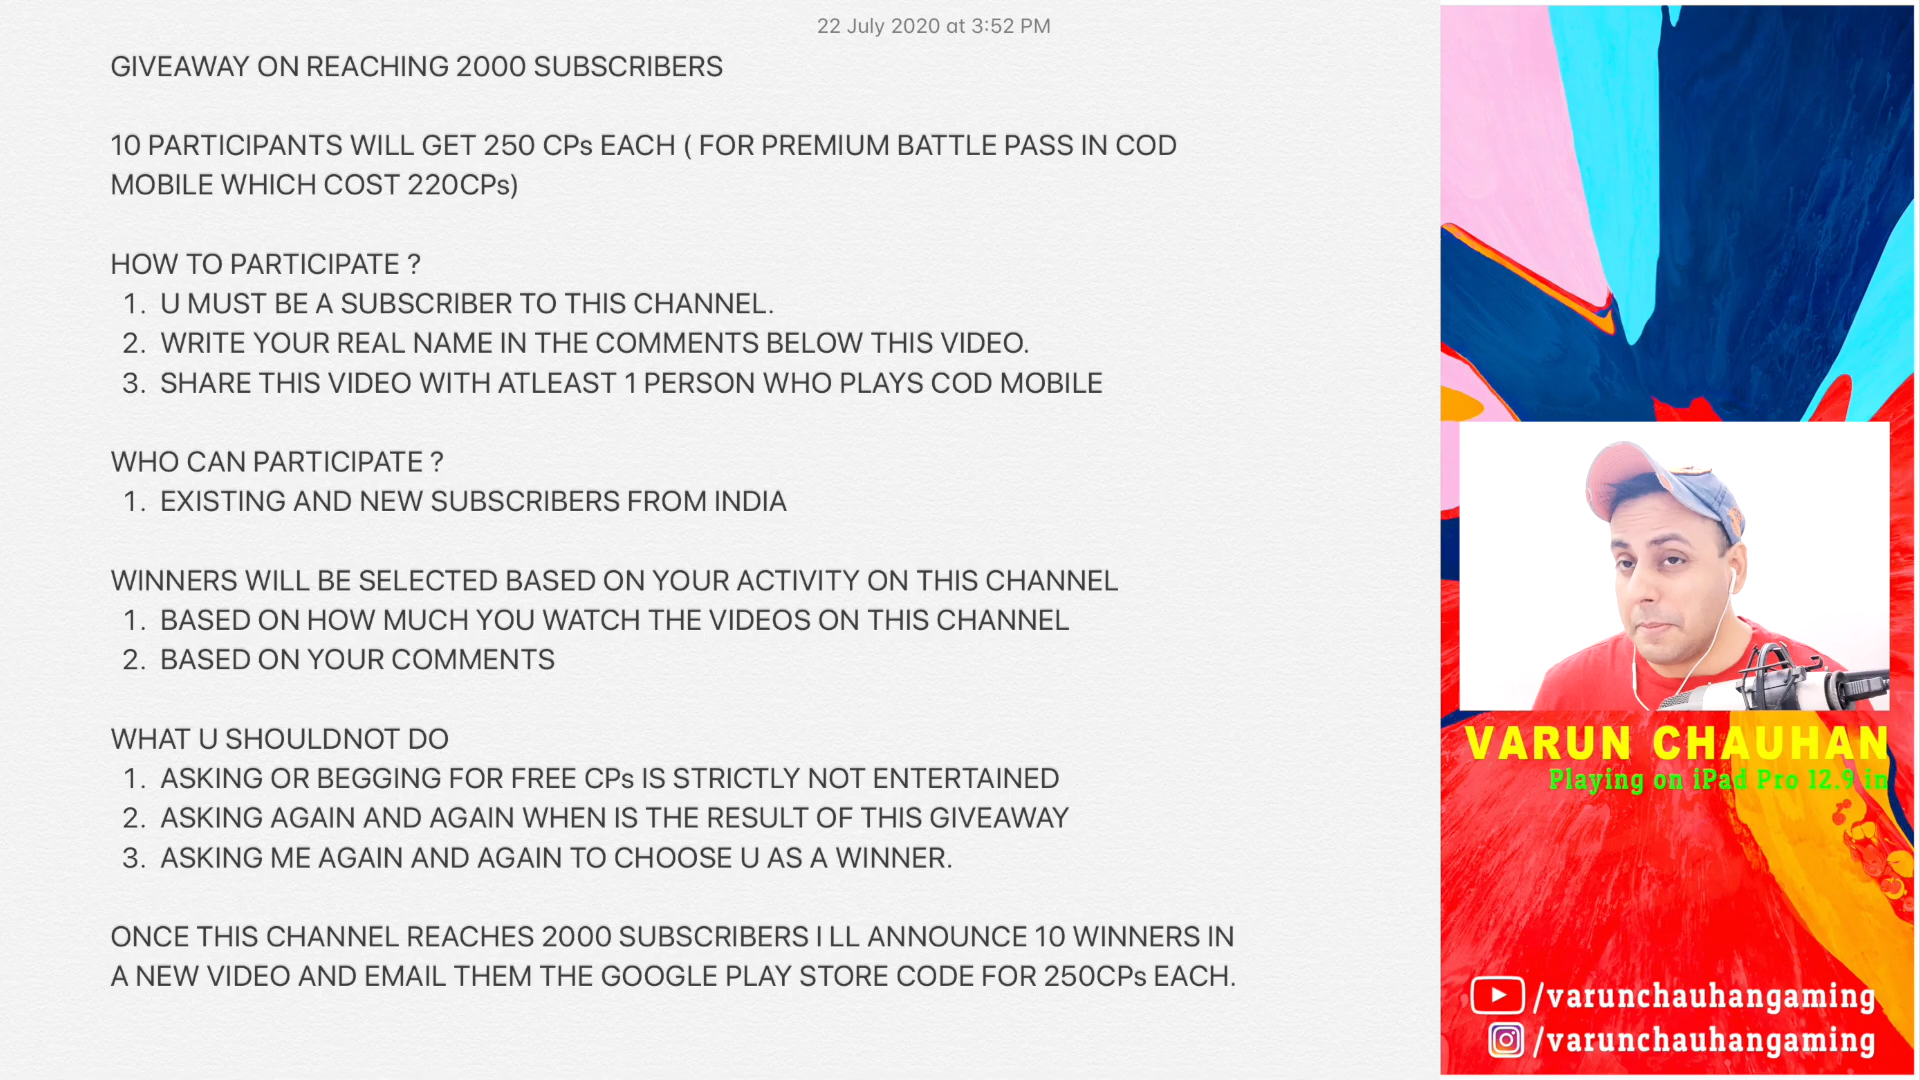 22 July 2020 at 3:52 PM
GIVEAWAY ON REACHING 2000 SUBSCRIBERS
10 PARTICIPANTS WILL GET 250 CPs EACH ( FOR PREMIUM BATTLE PASS IN COD
MOBILE WHICH COST 220CPs)
HOW TO PARTICIPATE ?
1. U MUST BE A SUBSCRIBER TO THIS CHANNEL.
2. WRITE YOUR REAL NAME IN THE COMMENTS BELOW THIS VIDEO.
3. SHARE THIS VIDEO WITH ATLEAST 1 PERSON WHO PLAYS COD MOBILE
WHO CAN PARTICIPATE ?
1. EXISTING AND NEW SUBSCRIBERS FROM INDIA
WINNERS WILL BE SELECTED BASED ON YOUR ACTIVITY ON THIS CHANNEL
1. BASED ON HOW MUCH YOU WATCH THE VIDEOS ON THIS CHANNEL
2. BASED ON YOUR COMMENTS
WHAT U SHOULDNOT DO
1. ASKING OR BEGGING FOR FREE CPs IS STRICTLY NOT ENTERTAINED
2. ASKING AGAIN AND AGAIN WHEN IS THE RESULT OF THIS GIVEAWAY
3. ASKING ME AGAIN AND AGAIN TO CHOOSE U AS A WINNER.
ONCE THIS CHANNEL REACHES 2000 SUBSCRIBERS I LL ANNOUNCE 10 WINNERS IN
A NEW VIDEO AND EMAIL THEM THE GOOGLE PLAY STORE CODE FOR 250CPs EACH.
VARUN CHAUHAN
Playing on iPad Pro 12.9 in
/varunchauhangaming
/varunchauhangaming